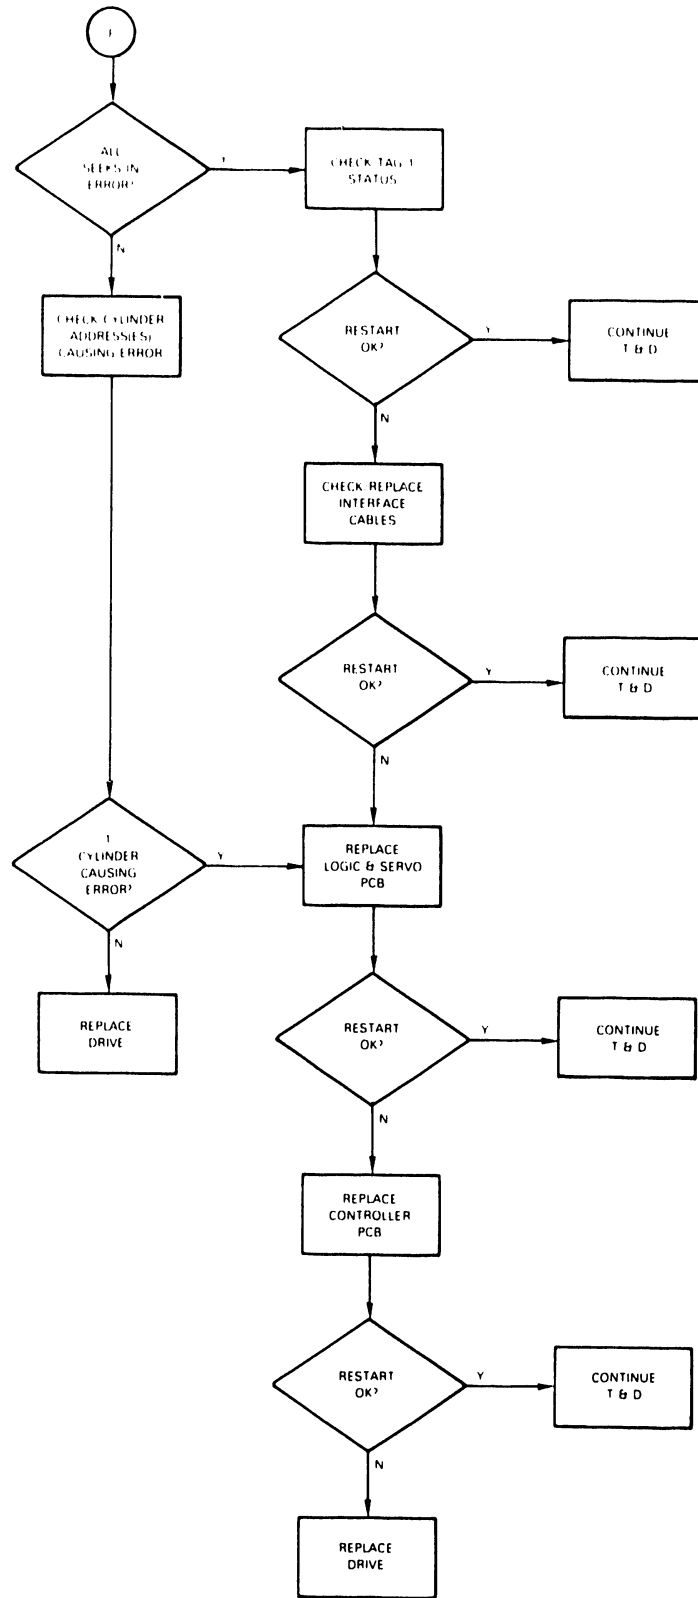 ALL
SEEKS IN
ERROR?
Y
CHECK TAG 1
STATUS
N
CHECK CYLINDER
ADDRESS(ES)
CAUSING ERROR
RESTART
OK?
Y
CONTINUE
T & D
N
CHECK/REPLACE
INTERFACE
CABLES
RESTART
OK?
Y
CONTINUE
T & D
N
1
CYLINDER
CAUSING
ERROR?
Y
REPLACE
LOGIC & SERVO
PCB
N
REPLACE
DRIVE
RESTART
OK?
Y
CONTINUE
T & D
N
REPLACE
CONTROLLER
PCB
RESTART
OK?
Y
CONTINUE
T & D
N
REPLACE
DRIVE